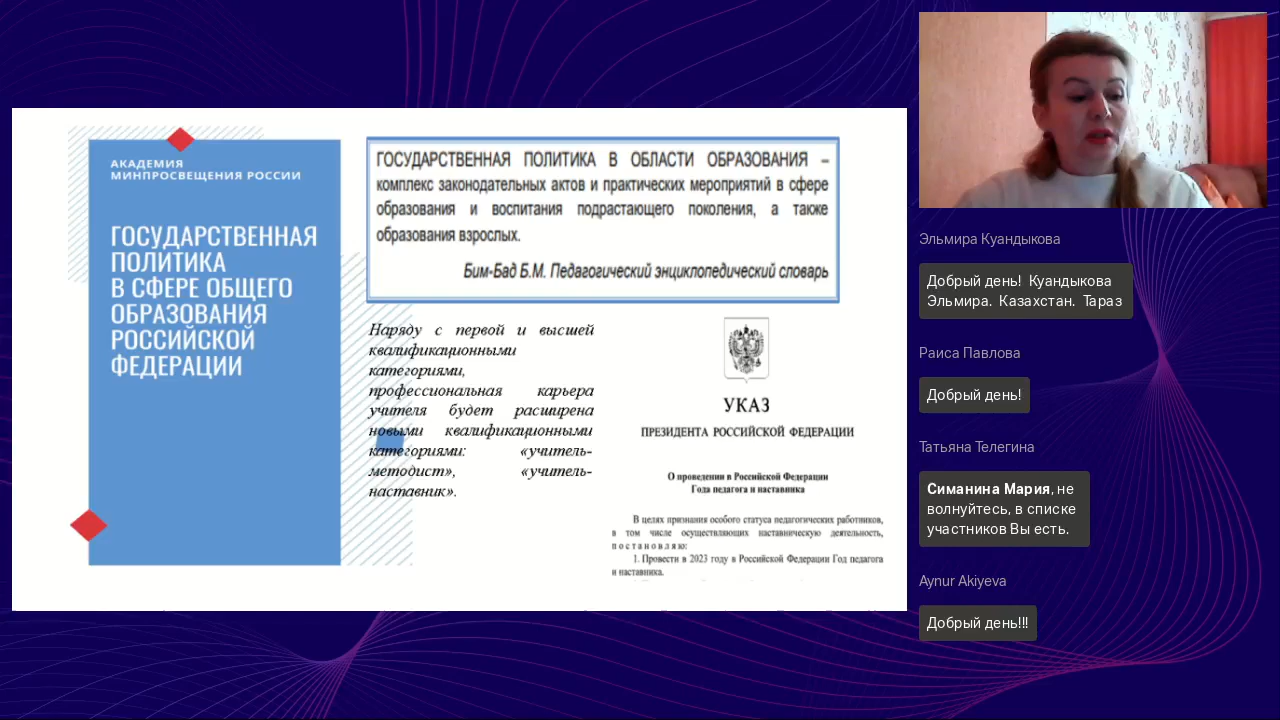 АКАДЕМИЯ
МИНПРОСВЕЩЕНИЯ РОССИИ
ГОСУДАРСТВЕННАЯ
ПОЛИТИКА
В СФЕРЕ ОБЩЕГО
ОБРАЗОВАНИЯ
РОССИЙСКОЙ
ФЕДЕРАЦИИ
ГОСУДАРСТВЕННАЯ ПОЛИТИКА В ОБЛАСТИ ОБРАЗОВАНИЯ –
комплекс законодательных актов и практических мероприятий в сфере
образования и воспитания подрастающего поколения, а также
образования взрослых.
Бим-Бад Б.М. Педагогический энциклопедический словарь
Наряду с первой и высшей
квалификационными
категориями,
профессиональная карьера
учителя будет расширена
новыми квалификационными
категориями: «учитель-
методист», «учитель-
наставник».
УКАЗ
ПРЕЗИДЕНТА РОССИЙСКОЙ ФЕДЕРАЦИИ
О проведении в Российской Федерации
Года педагога и наставника
В целях признания особого статуса педагогических работников,
в том числе осуществляющих наставническую деятельность,
постановляю:
1. Провести в 2023 году в Российской Федерации Год педагога
и наставника.
Эльмира Куандыкова
Добрый день! Куандыкова
Эльмира. Казахстан. Тараз
Раиса Павлова
Добрый день!
Татьяна Телегина
Симанина Мария, не
волнуйтесь, в списке
участников Вы есть.
Aynur Akiyeva
Добрый день!!!